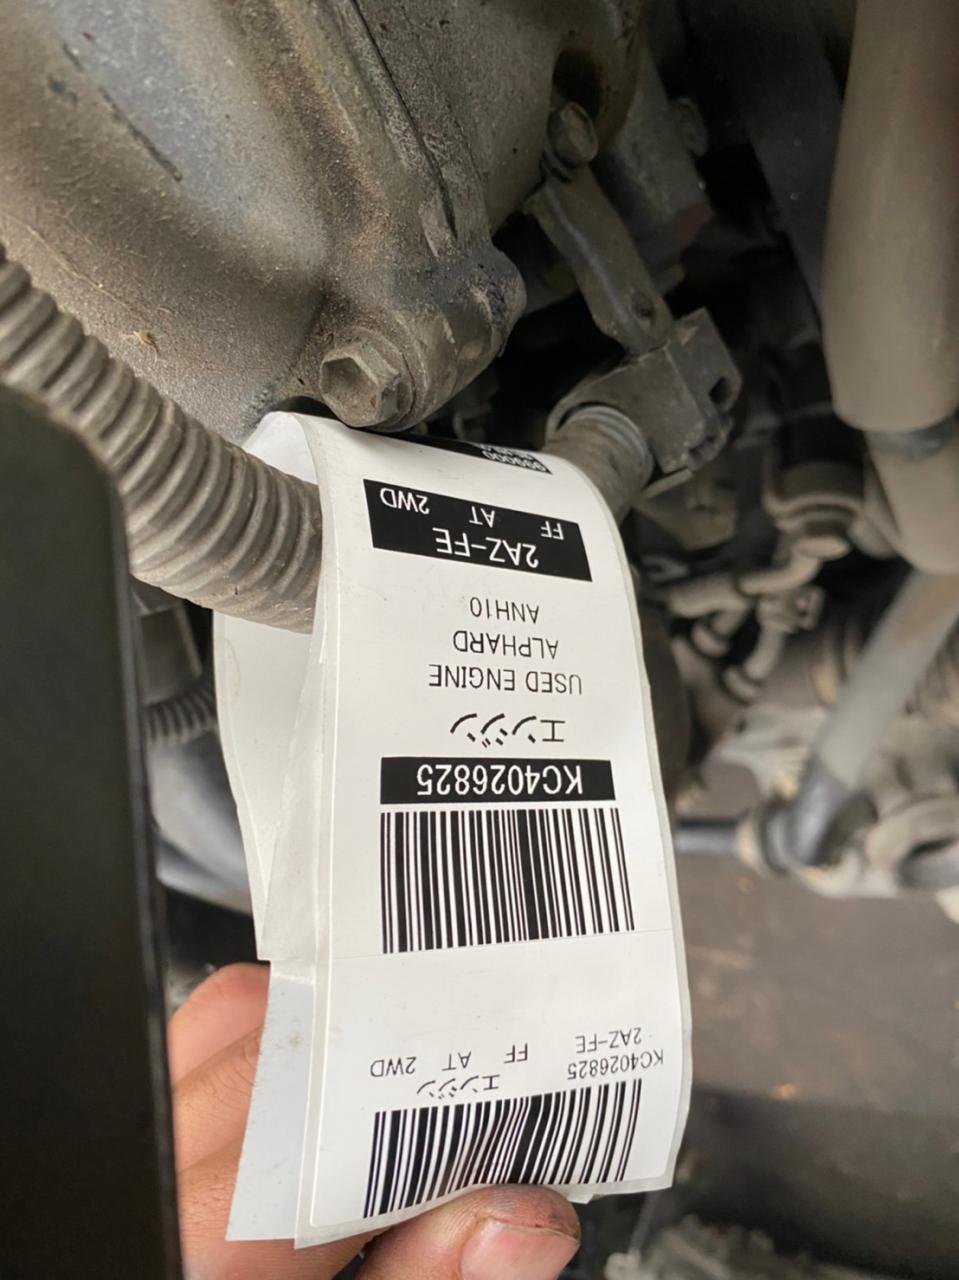 KC4026825 エンジン
2AZ-FE FF AT 2WD
KC4026825
エンジン
USED ENGINE
ALPHARD
ANH10
2AZ-FE
FF AT 2WD